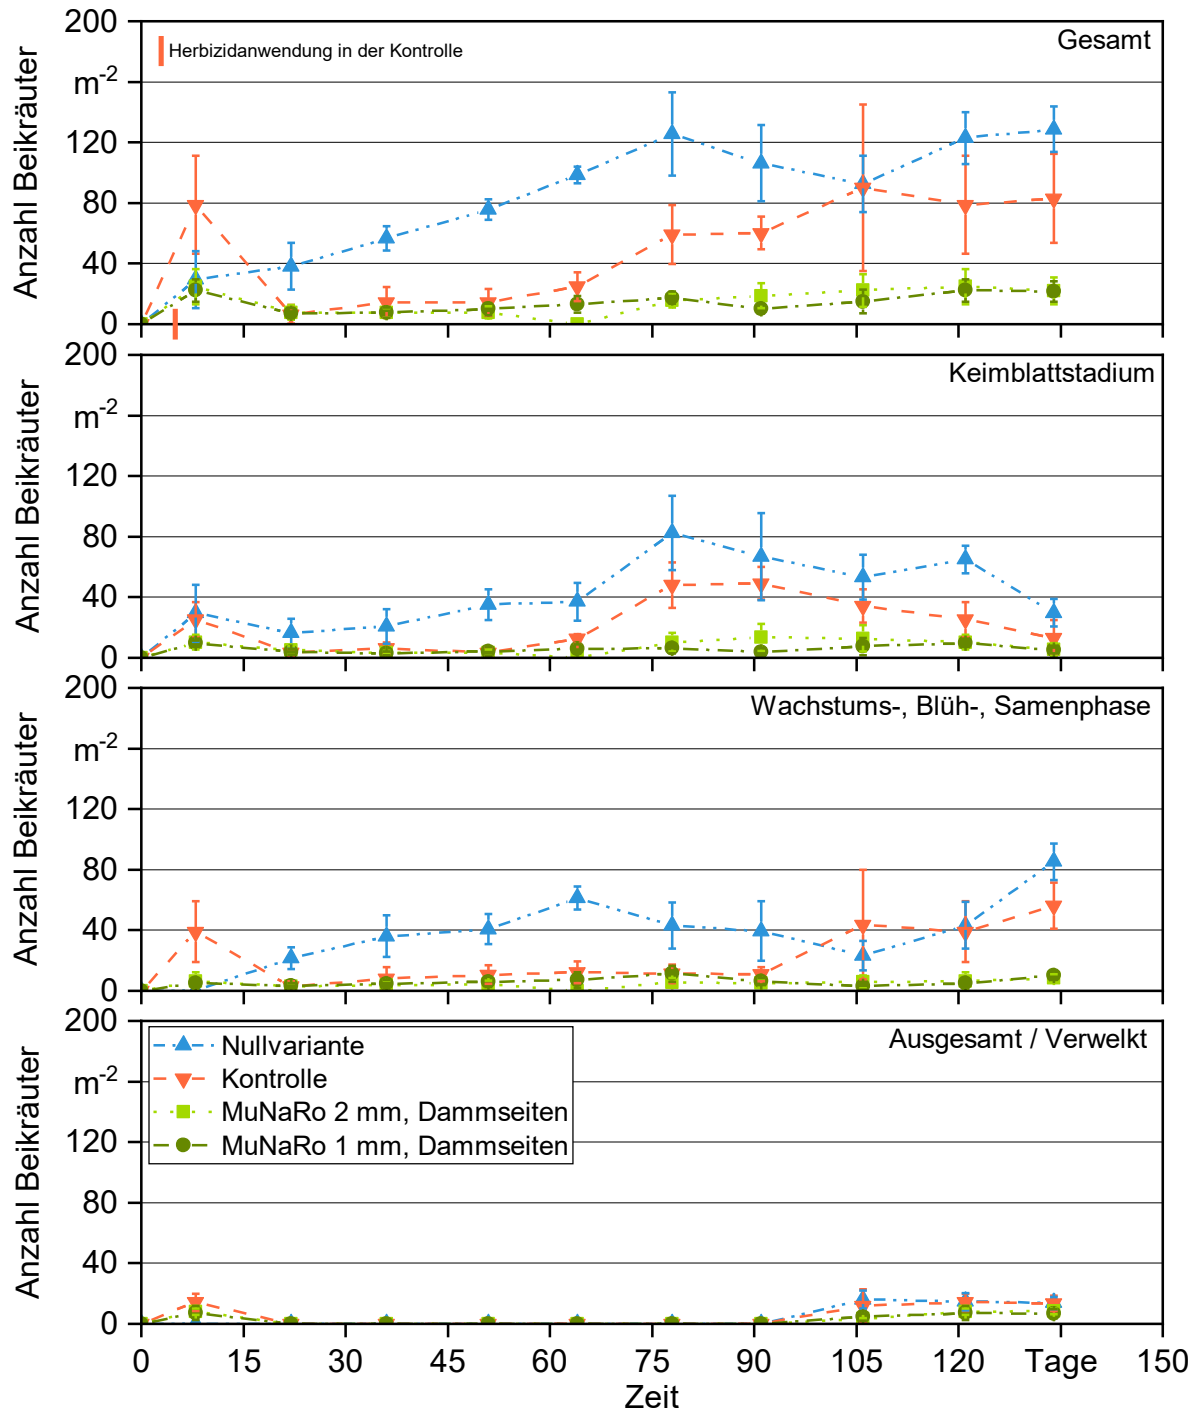 Anzahl Beikräuter
200
m-2
120
80
40
0
Herbizidanwendung in der Kontrolle
Gesamt
Anzahl Beikräuter
200
m-2
120
80
40
0
Keimblattstadium
Anzahl Beikräuter
200
m-2
120
80
40
0
Wachstums-, Blüh-, Samenphase
Anzahl Beikräuter
200
m-2
120
80
40
0
Ausgesamt / Verwelkt
Nullvariante
Kontrolle
MuNaRo 2 mm, Dammseiten
MuNaRo 1 mm, Dammseiten
0 15 30 45 60 75 90 105 120 Tage 150
Zeit